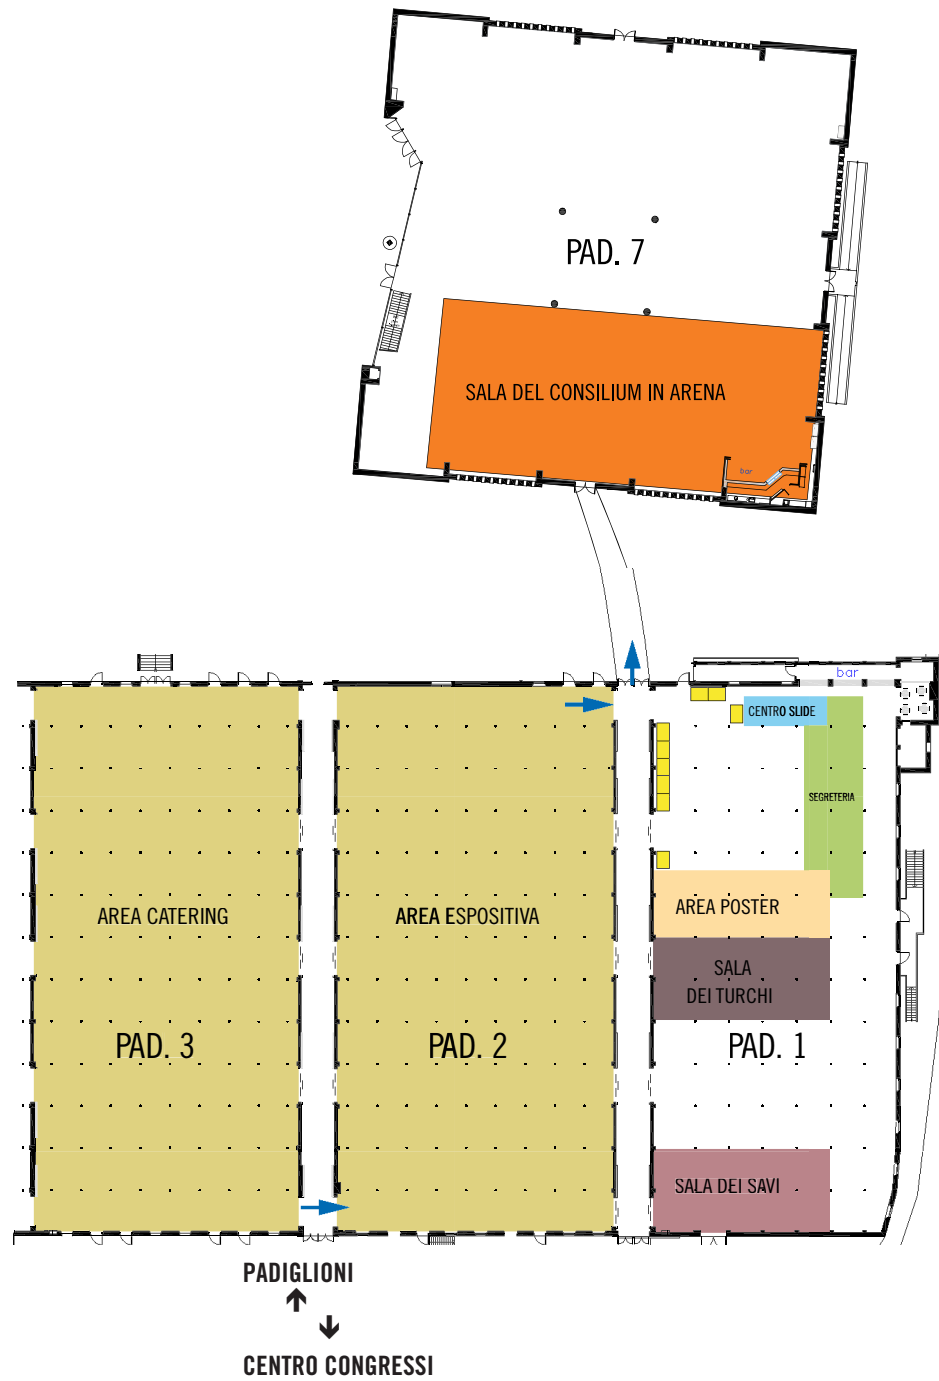 PAD. 7
SALA DEL CONSILIUM IN ARENA
bar
bar
CENTRO SLIDE
SEGRETERIA
AREA CATERING
AREA ESPOSITIVA
AREA POSTER
SALA
DEI TURCHI
PAD. 3
PAD. 2
PAD. 1
SALA DEI SAVI
PADIGLIONI
CENTRO CONGRESSI